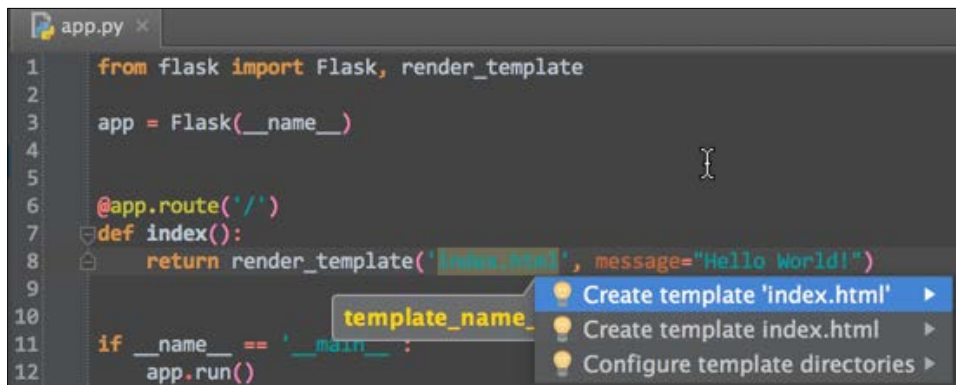 app.py
1 from flask import Flask, render_template
2
3 app = Flask(__name__)
4
5
6 @app.route('/')
7 def index():
8 return render_template('index.html', message="Hello World!")
9
10
11 if __name__ == '__main__':
12 app.run()
template_name_
Create template 'index.html'
Create template index.html
Configure template directories